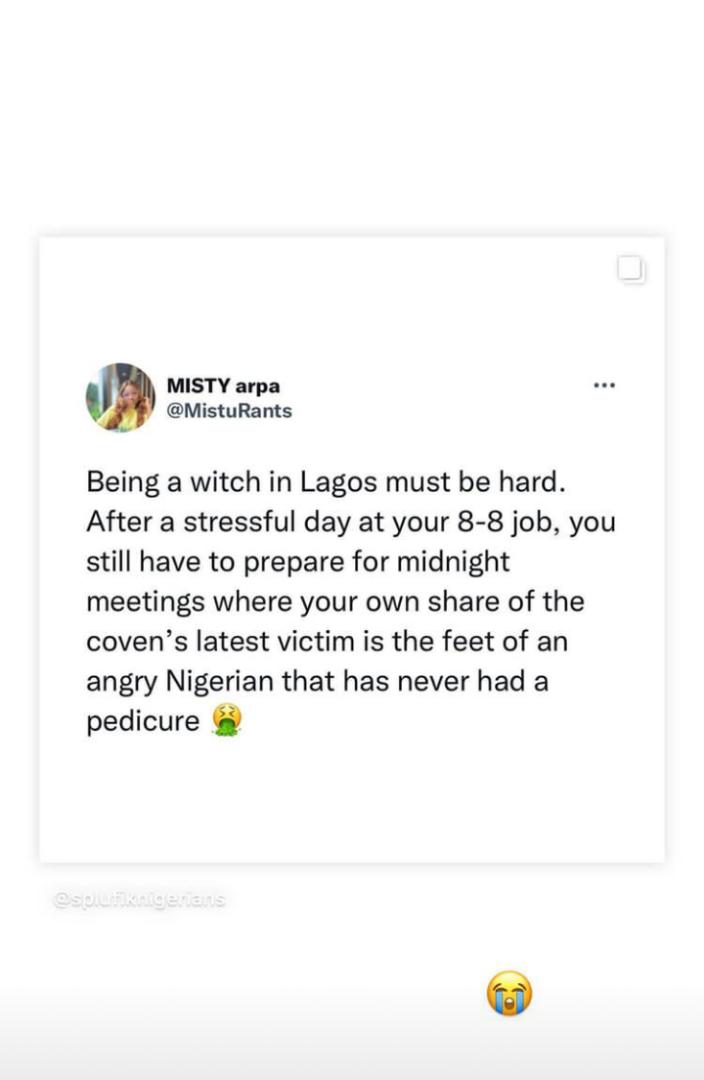 MISTY arpa
@MistuRants
Being a witch in Lagos must be hard.
After a stressful day at your 8-8 job, you
still have to prepare for midnight
meetings where your own share of the
coven’s latest victim is the feet of an
angry Nigerian that has never had a
pedicure 🤮
@splufiknigerians
😭